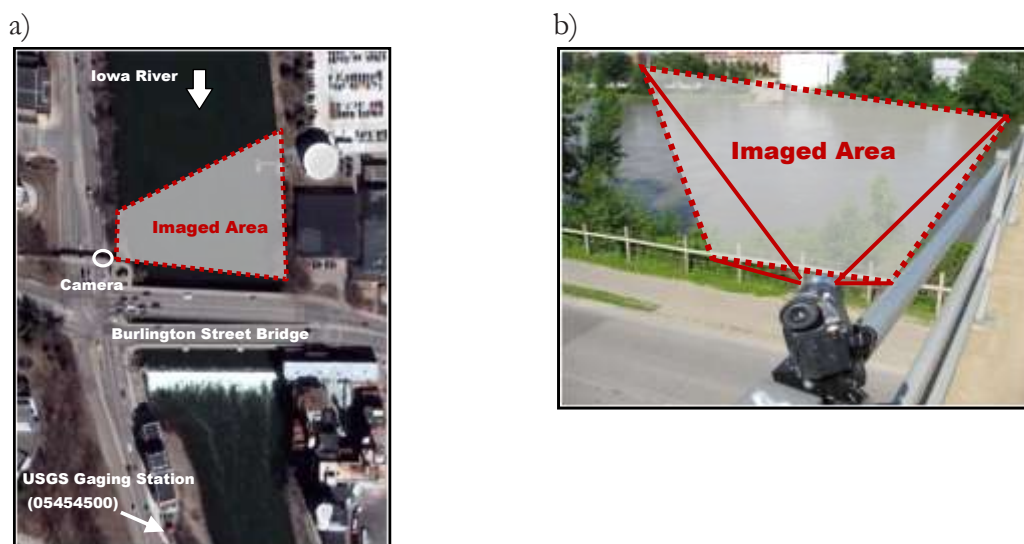 a)
Iowa River
Imaged Area
Camera
Burlington Street Bridge
USGS Gaging Station
(05454500)
b)
Imaged Area